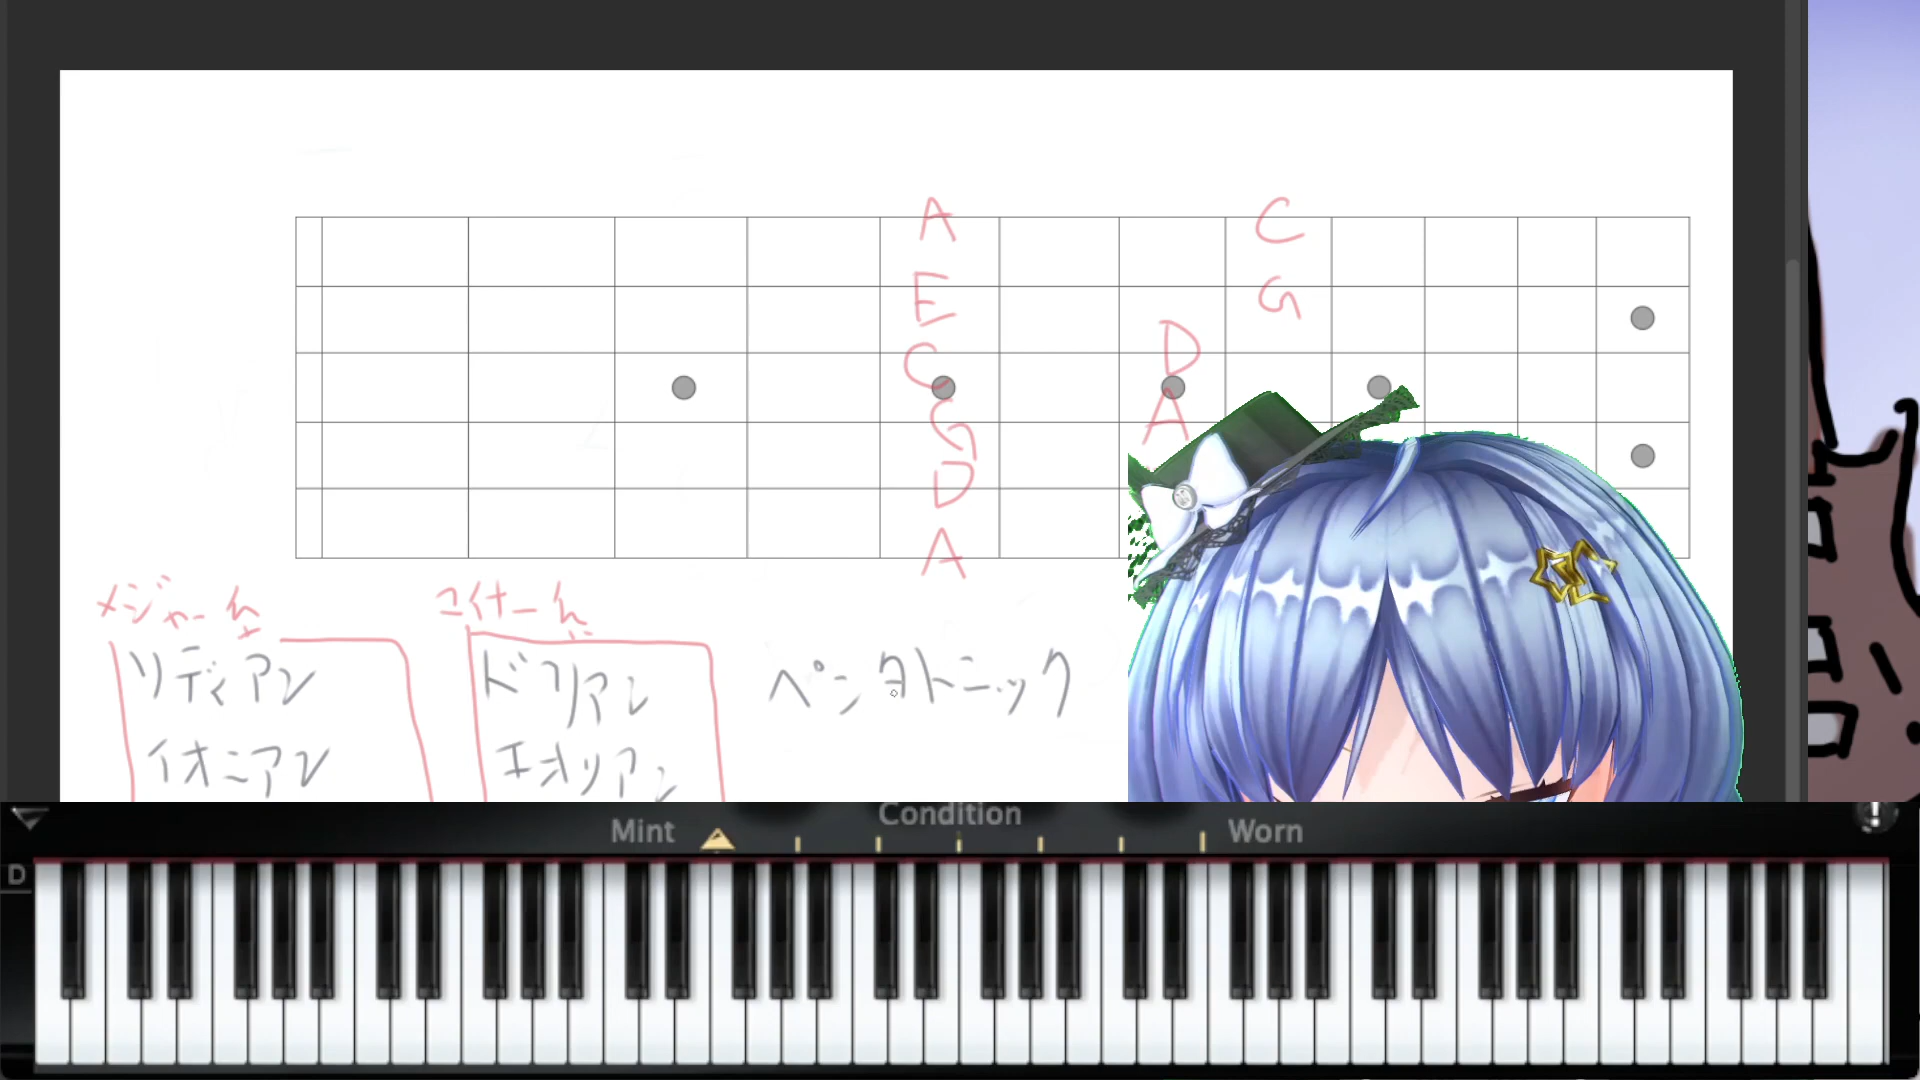 A C
E G
C D
G A
D
A
メジャー系 マイナー系
リディアン ドリアン ペンタトニック
イオニアン エオリアン
Condition
Mint Worn
D